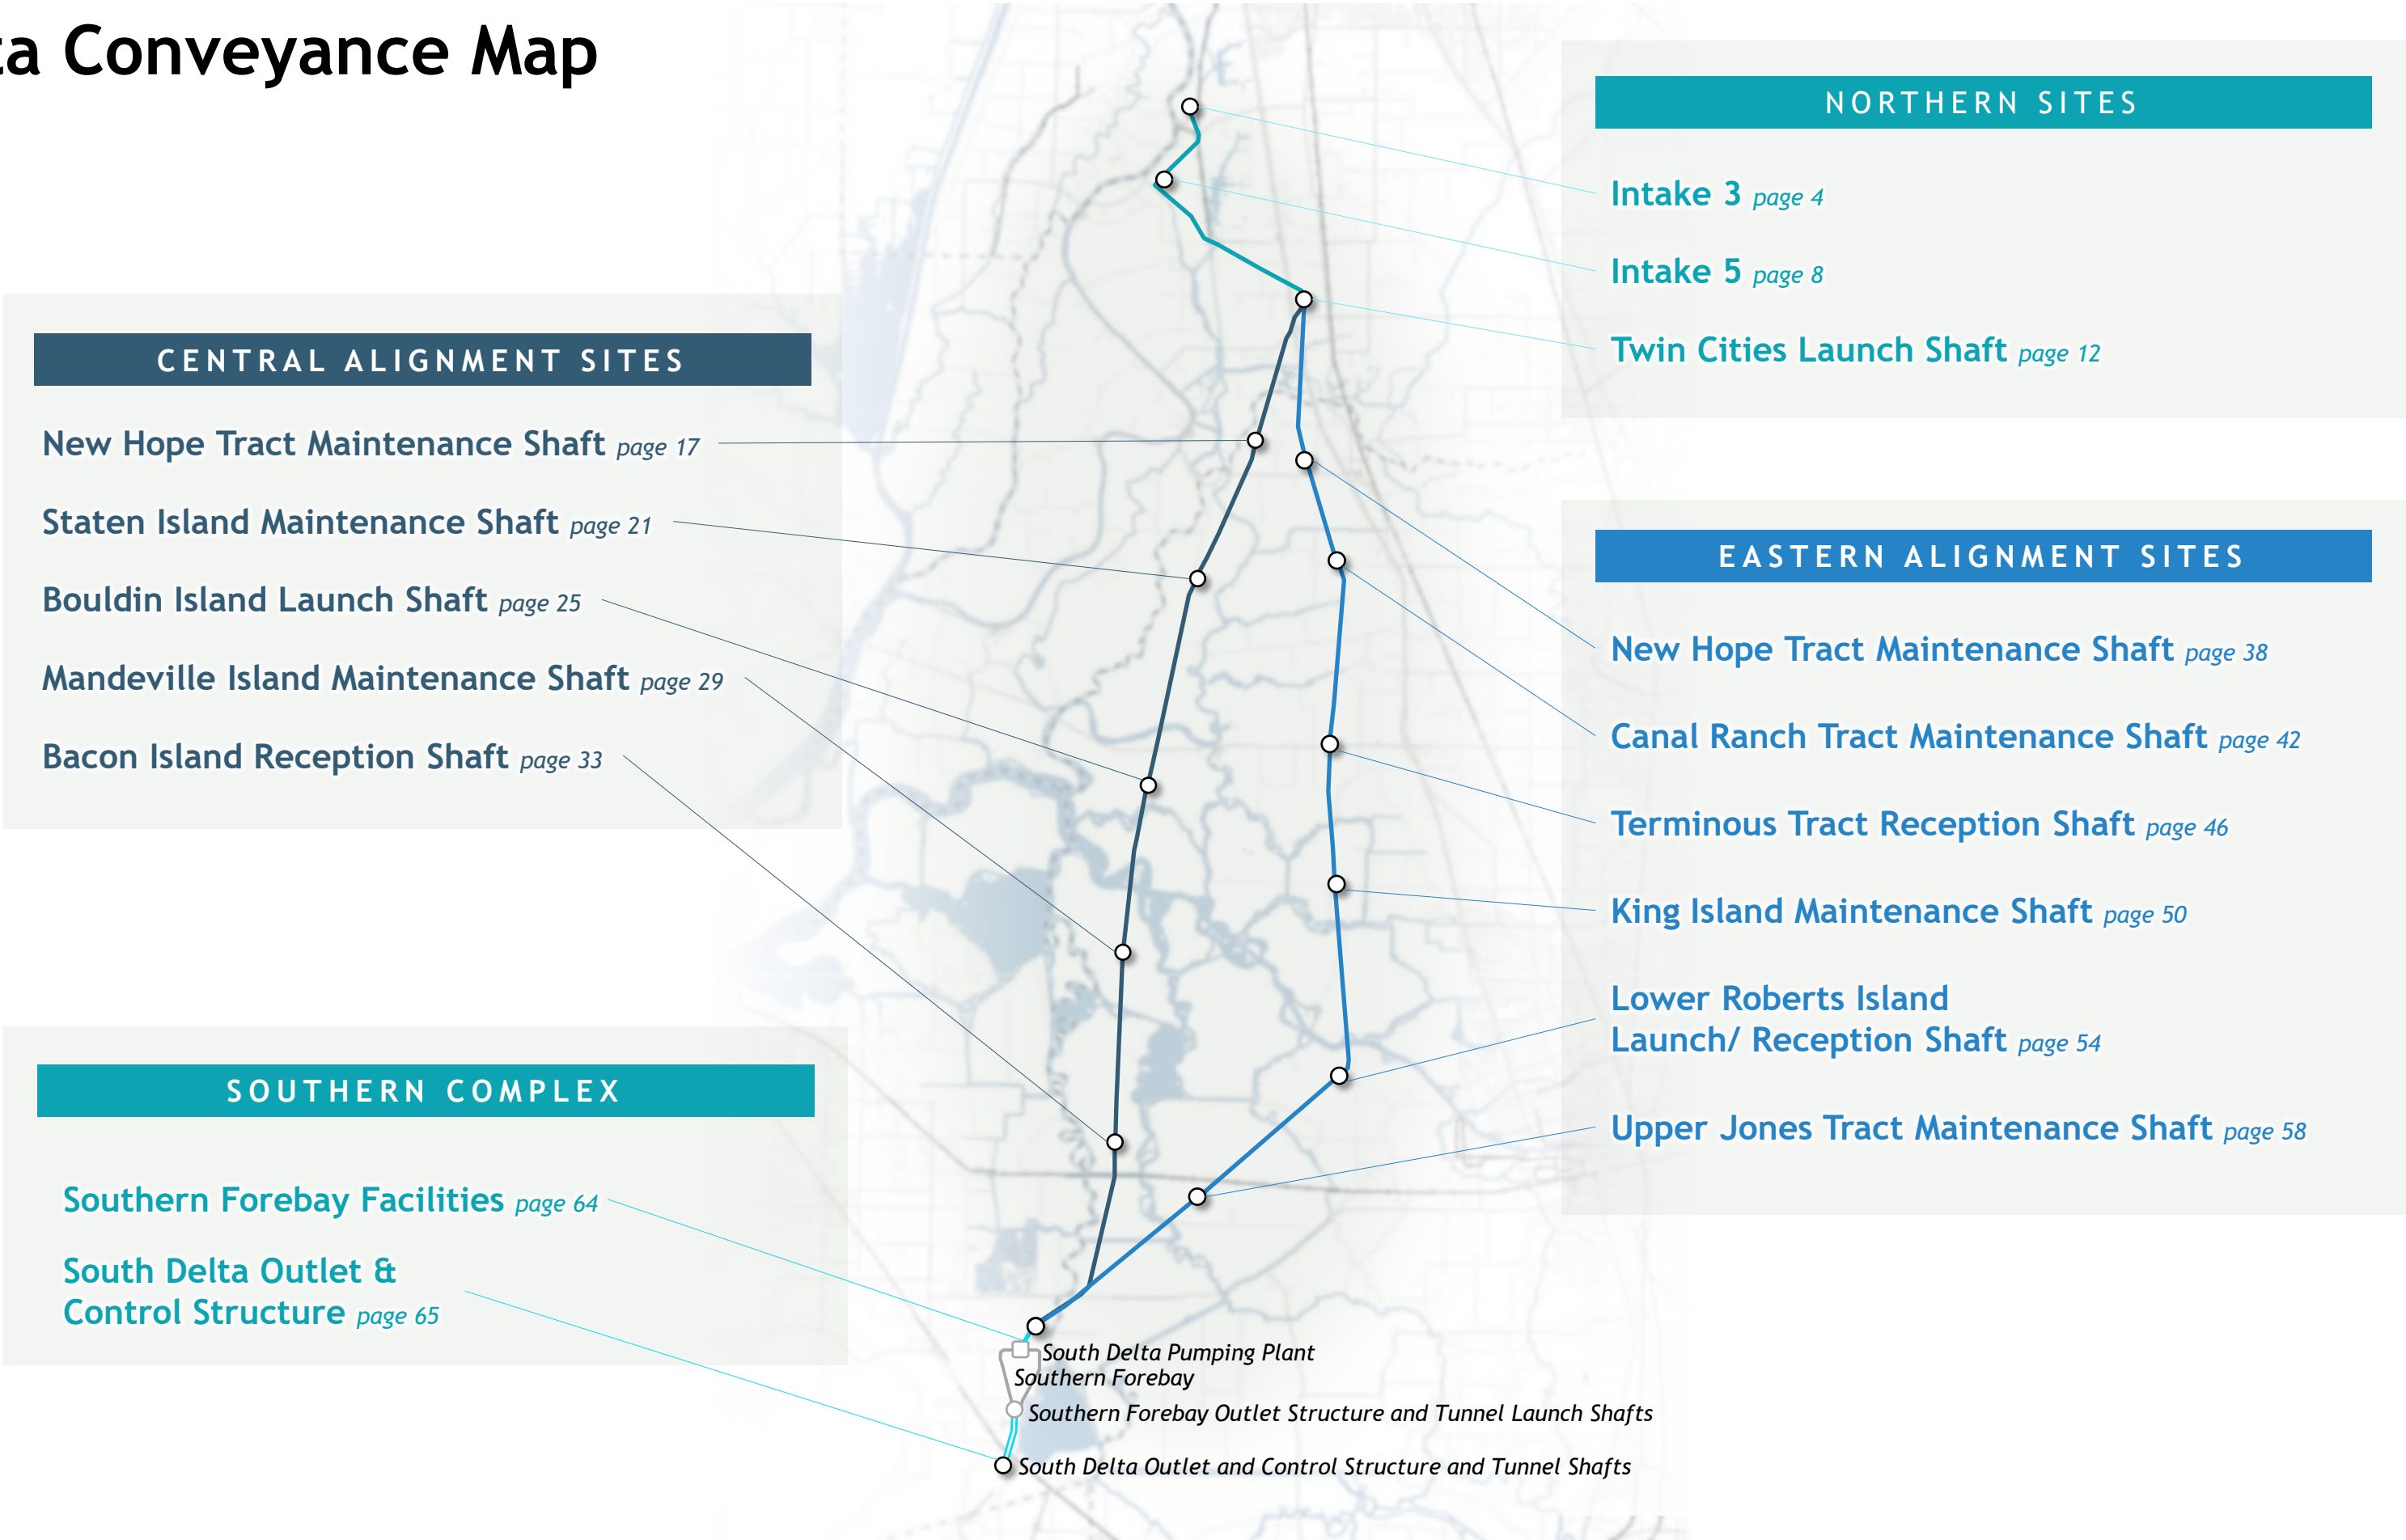 ta Conveyance Map
NORTHERN SITES
Intake 3 page 4
Intake 5 page 8
Twin Cities Launch Shaft page 12
CENTRAL ALIGNMENT SITES
New Hope Tract Maintenance Shaft page 17
Staten Island Maintenance Shaft page 21
Bouldin Island Launch Shaft page 25
Mandeville Island Maintenance Shaft page 29
Bacon Island Reception Shaft page 33
EASTERN ALIGNMENT SITES
New Hope Tract Maintenance Shaft page 38
Canal Ranch Tract Maintenance Shaft page 42
Terminous Tract Reception Shaft page 46
King Island Maintenance Shaft page 50
Lower Roberts Island
Launch/ Reception Shaft page 54
Upper Jones Tract Maintenance Shaft page 58
SOUTHERN COMPLEX
Southern Forebay Facilities page 64
South Delta Outlet &
Control Structure page 65
South Delta Pumping Plant
Southern Forebay
Southern Forebay Outlet Structure and Tunnel Launch Shafts
South Delta Outlet and Control Structure and Tunnel Shafts